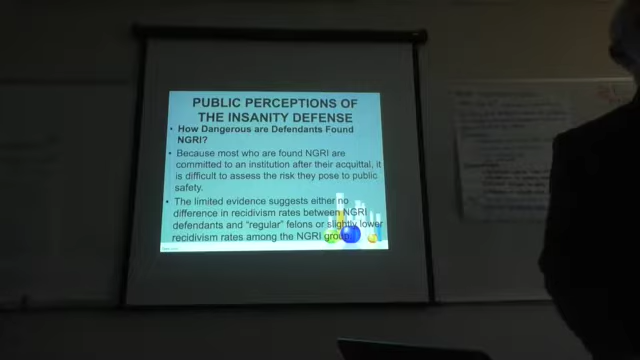 PUBLIC PERCEPTIONS OF
THE INSANITY DEFENSE
• How Dangerous are Defendants Found
NGRI?
• Because most who are found NGRI are
committed to an institution after their acquittal, it
is difficult to assess the risk they pose to public
safety.
• The limited evidence suggests either no
difference in recidivism rates between NGRI
defendants and "regular" felons or slightly lower
recidivism rates among the NGRI group.